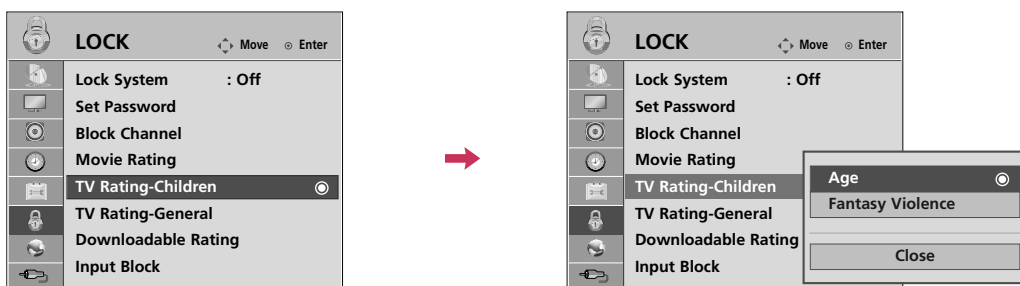 LOCK
Move Enter
Lock System : Off
Set Password
Block Channel
Movie Rating
TV Rating-Children
TV Rating-General
Downloadable Rating
Input Block
LOCK
Move Enter
Lock System : Off
Set Password
Block Channel
Movie Rating
TV Rating-Children
TV Rating-General
Downloadable Rating
Input Block
Age
Fantasy Violence
Close